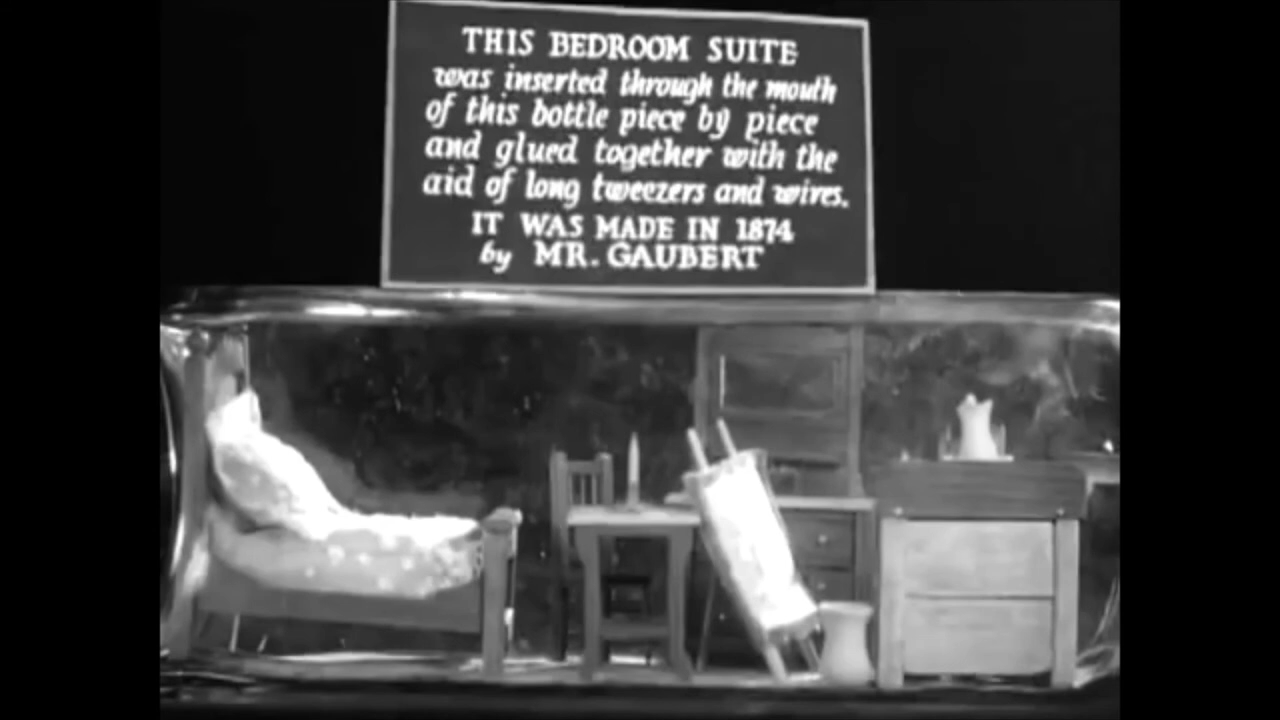 THIS BEDROOM SUITE
was inserted through the mouth
of this bottle piece by piece
and glued together with the
aid of long tweezers and wires.
IT WAS MADE IN 1874
by MR. GAUBERT